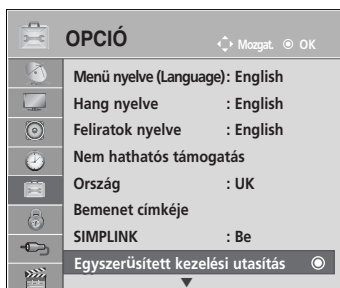 OPCIÓ
Mozgat. OK
Menü nyelve (Language): English
Hang nyelve : English
Feliratok nyelve : English
Nem hathatós támogatás
Ország : UK
Bemenet címkéje
SIMPLINK : Be
Egyszerüsített kezelési utasítás